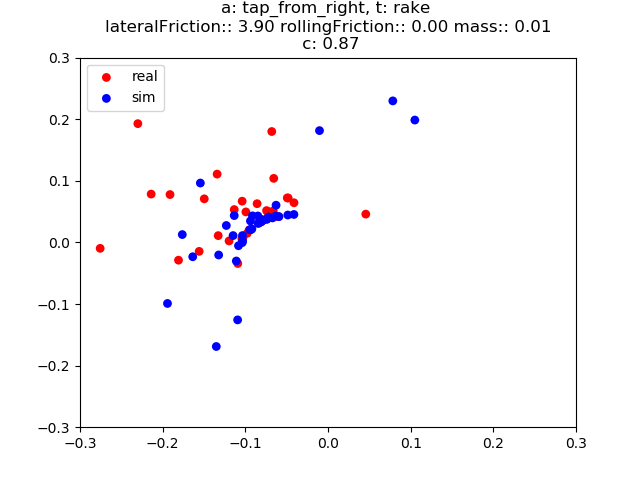 a: tap_from_right, t: rake
lateralFriction:: 3.90 rollingFriction:: 0.00 mass:: 0.01
c: 0.87
real
sim
0.3
0.2
0.1
0.0
−0.1
−0.2
−0.3
−0.3
−0.2
−0.1
0.0
0.1
0.2
0.3